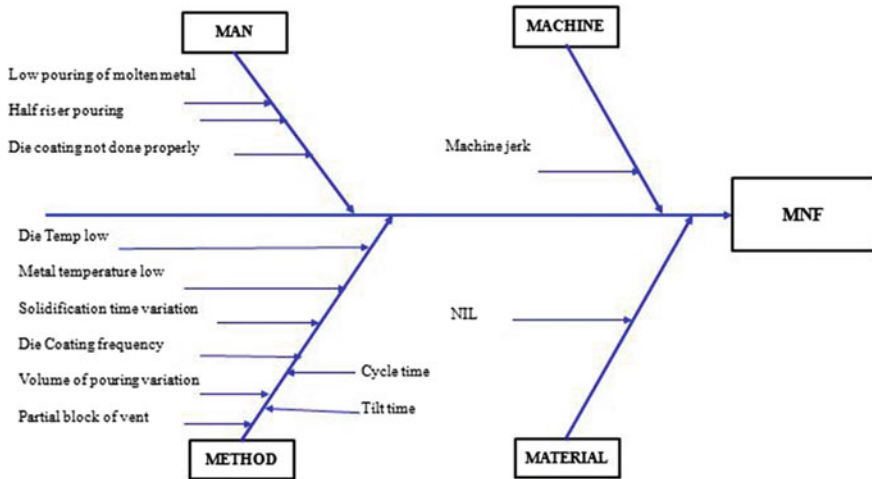 MAN
MACHINE
Low pouring of molten metal
Half riser pouring
Die coating not done properly
Machine jerk
MNF
Die Temp low
Metal temperature low
Solidification time variation
NIL
Die Coating frequency
Cycle time
Volume of pouring variation
Tilt time
Partial block of vent
METHOD
MATERIAL